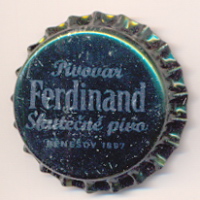 Pivovar
Ferdinand
Skutečné pivo
BENEŠOV 1897